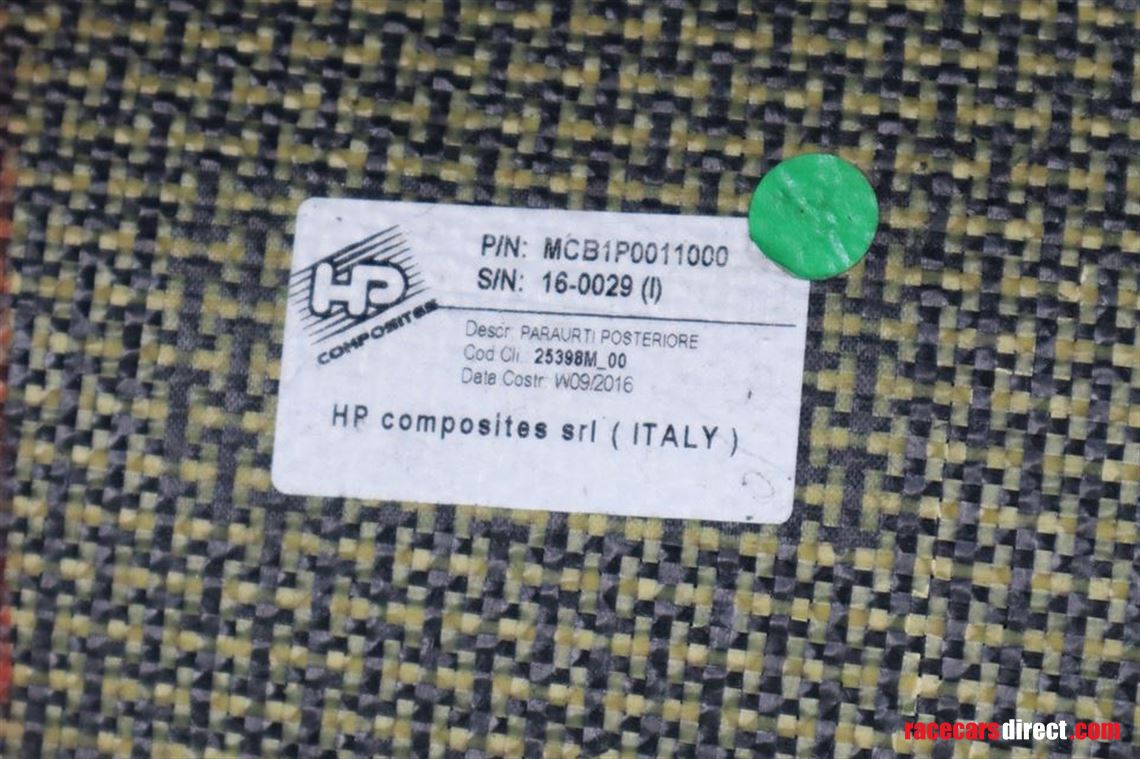 HP
COMPOSITES
P/N: MCB1P0011000
S/N: 16-0029 (I)
Descr: PARAURTI POSTERIORE
Cod Cli: 25398M_00
Data Costr: W09/2016
HP composites srl ( ITALY )
racecarsdirect.com